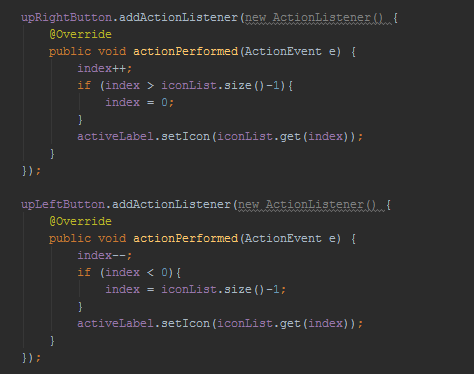 upRightButton.addActionListener(new ActionListener() {
    @Override
    public void actionPerformed(ActionEvent e) {
        index++;
        if (index > iconList.size()-1){
            index = 0;
        }
        activeLabel.setIcon(iconList.get(index));
    }
});

upLeftButton.addActionListener(new ActionListener() {
    @Override
    public void actionPerformed(ActionEvent e) {
        index--;
        if (index < 0){
            index = iconList.size()-1;
        }
        activeLabel.setIcon(iconList.get(index));
    }
});